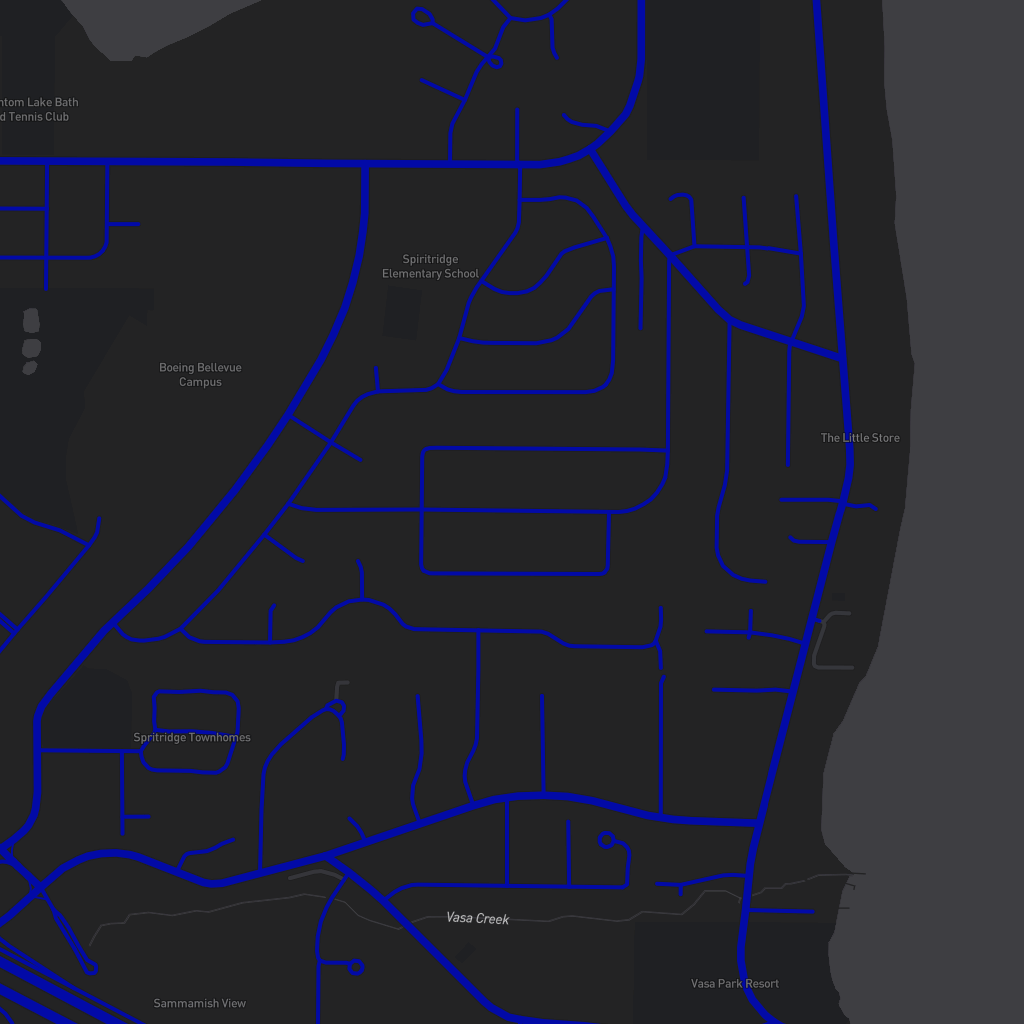 ntom Lake Bath
d Tennis Club
Spiritridge
Elementary School
Boeing Bellevue
Campus
The Little Store
Spritridge Townhomes
Vasa Creek
Vasa Park Resort
Sammamish View